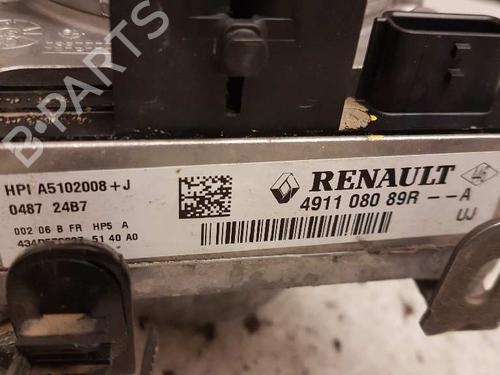 B-PARTS
HPI A5102008+J
0487 24B7
002 06 B FR HP5 A
51 40 A0
RENAULT
4911 080 89R --A
UJ